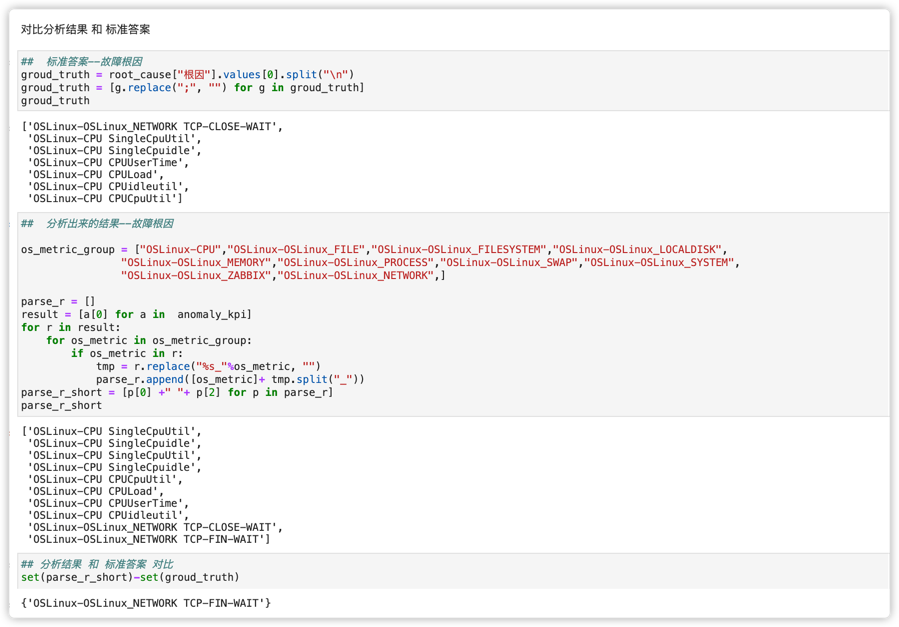 对比分析结果 和 标准答案
##  标准答案——故障根因
groud_truth = root_cause["根因"].values[0].split("\n")
groud_truth = [g.replace(";", "") for g in groud_truth]
groud_truth
['OSLinux-OSLinux_NETWORK TCP-CLOSE-WAIT',
 'OSLinux-CPU SingleCpuUtil',
 'OSLinux-CPU SingleCpuidle',
 'OSLinux-CPU CPUUserTime',
 'OSLinux-CPU CPULoad',
 'OSLinux-CPU CPUidleutil',
 'OSLinux-CPU CPUCpuUtil']
##  分析出来的结果——故障根因
os_metric_group = ["OSLinux-CPU","OSLinux-OSLinux_FILE","OSLinux-OSLinux_FILESYSTEM","OSLinux-OSLinux_LOCALDISK",
                "OSLinux-OSLinux_MEMORY","OSLinux-OSLinux_PROCESS","OSLinux-OSLinux_SWAP","OSLinux-OSLinux_SYSTEM",
                "OSLinux-OSLinux_ZABBIX","OSLinux-OSLinux_NETWORK",]
parse_r = []
result = [a[0] for a in  anomaly_kpi]
for r in result:
    for os_metric in os_metric_group:
        if os_metric in r:
            tmp = r.replace("%s_"%os_metric, "")
            parse_r.append([os_metric]+ tmp.split("_"))
parse_r_short = [p[0] +" "+ p[2] for p in parse_r]
parse_r_short
['OSLinux-CPU SingleCpuUtil',
 'OSLinux-CPU SingleCpuidle',
 'OSLinux-CPU SingleCpuUtil',
 'OSLinux-CPU SingleCpuidle',
 'OSLinux-CPU CPUCpuUtil',
 'OSLinux-CPU CPULoad',
 'OSLinux-CPU CPUUserTime',
 'OSLinux-CPU CPUidleutil',
 'OSLinux-OSLinux_NETWORK TCP-CLOSE-WAIT',
 'OSLinux-OSLinux_NETWORK TCP-FIN-WAIT']
## 分析结果 和 标准答案 对比
set(parse_r_short)-set(groud_truth)
{'OSLinux-OSLinux_NETWORK TCP-FIN-WAIT'}